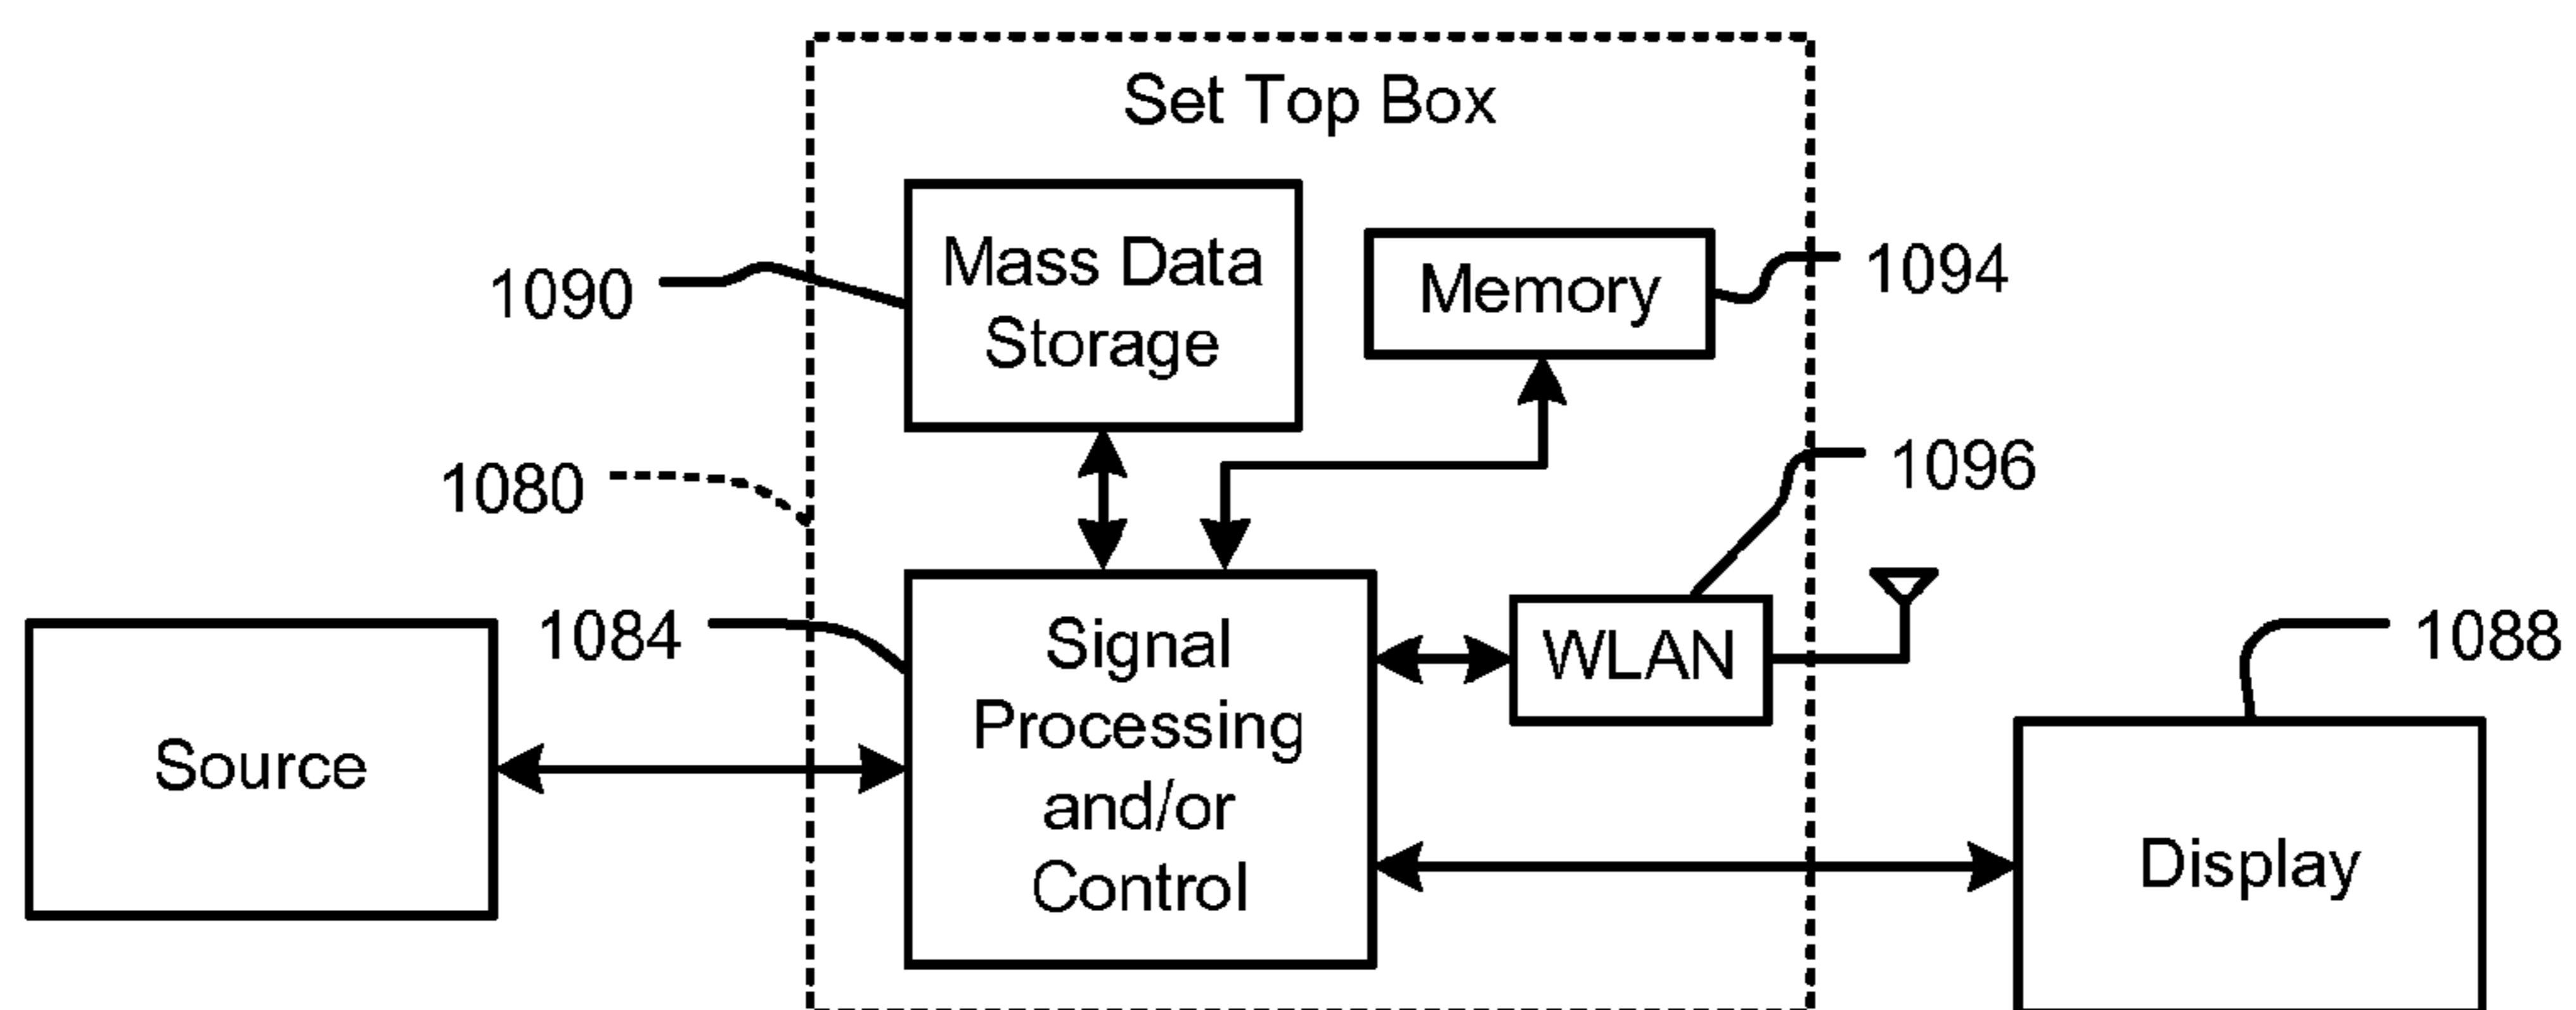 Set Top Box
Mass Data
Storage
Memory
1090
1094
1080
1096
1084
Signal
Processing
and/or
Control
WLAN
1088
Source
Display